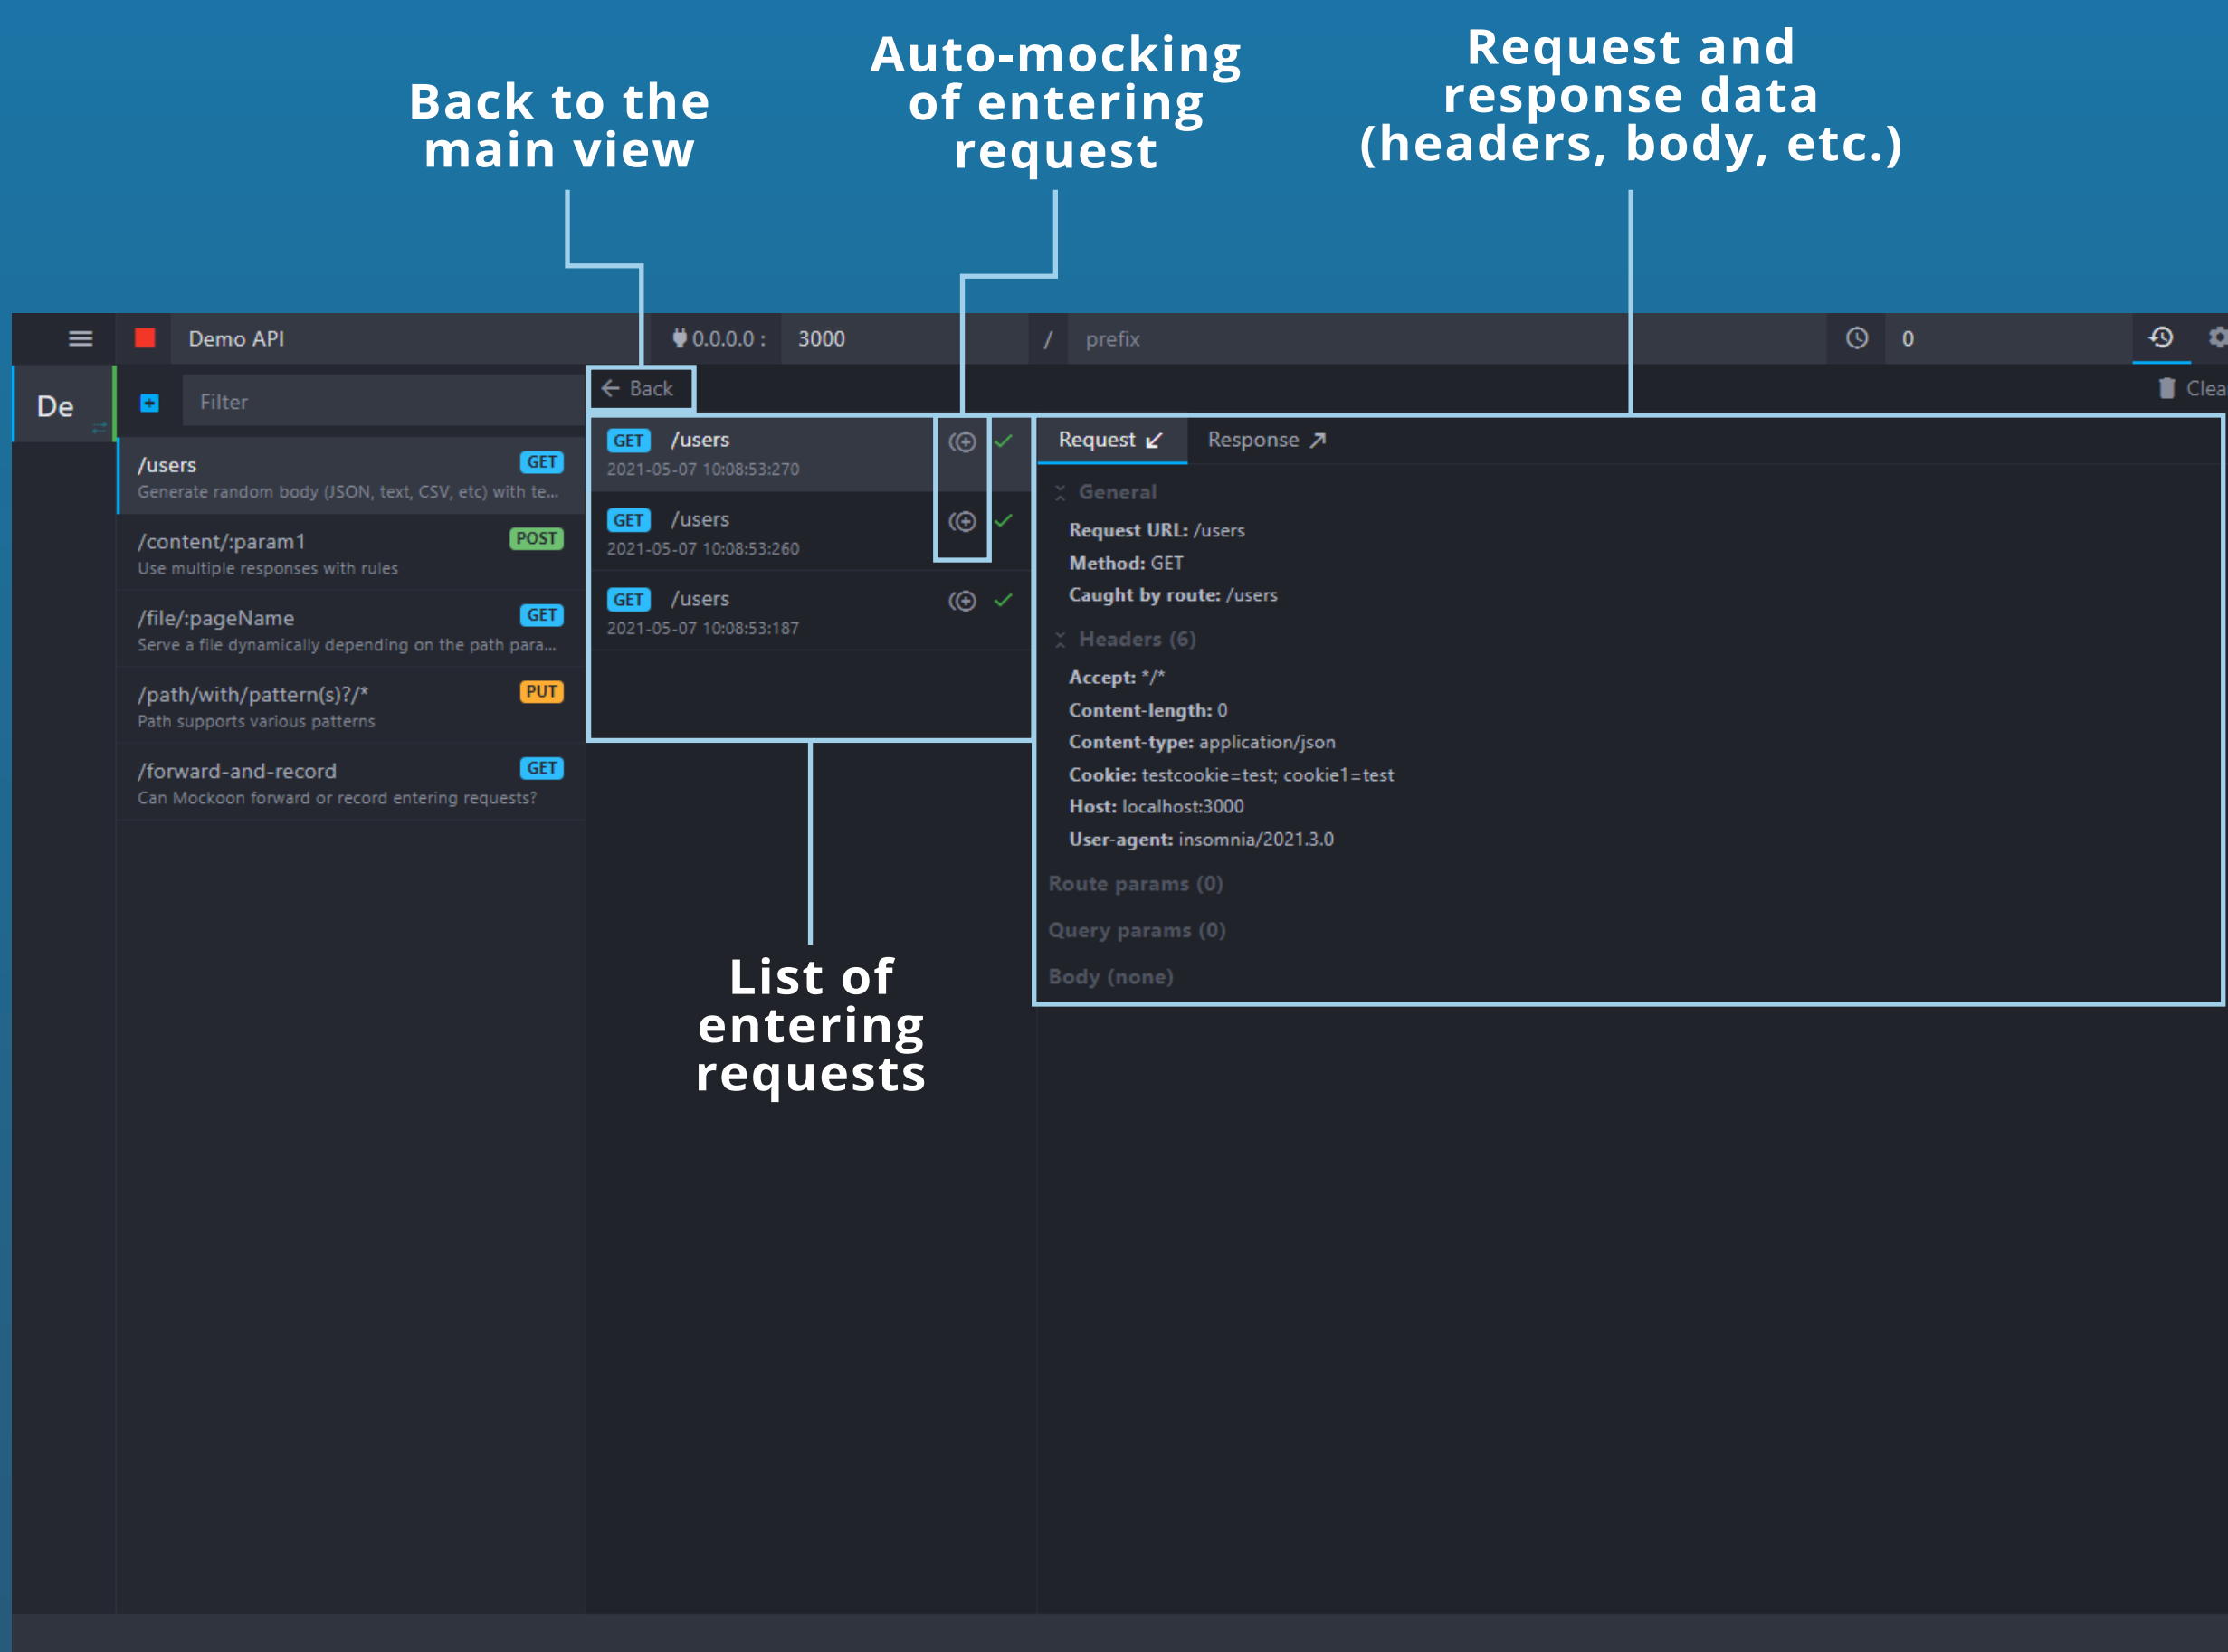 Back to the
main view
Auto-mocking
of entering
request
Request and
response data
(headers, body, etc.)
Demo API
0.0.0.0 :
3000
/
prefix
0
De
Filter
Back
/users
GET
Generate random body (JSON, text, CSV, etc) with te...
/content/:param1
POST
Use multiple responses with rules
/file/:pageName
GET
Serve a file dynamically depending on the path para...
/path/with/pattern(s)?/*
PUT
Path supports various patterns
/forward-and-record
GET
Can Mockoon forward or record entering requests?
GET /users
2021-05-07 10:08:53:270
GET /users
2021-05-07 10:08:53:260
GET /users
2021-05-07 10:08:53:187
Request
Response
General
Request URL: /users
Method: GET
Caught by route: /users
Headers (6)
Accept: */*
Content-length: 0
Content-type: application/json
Cookie: testcookie=test; cookie1=test
Host: localhost:3000
User-agent: insomnia/2021.3.0
Route params (0)
Query params (0)
Body (none)
List of
entering
requests